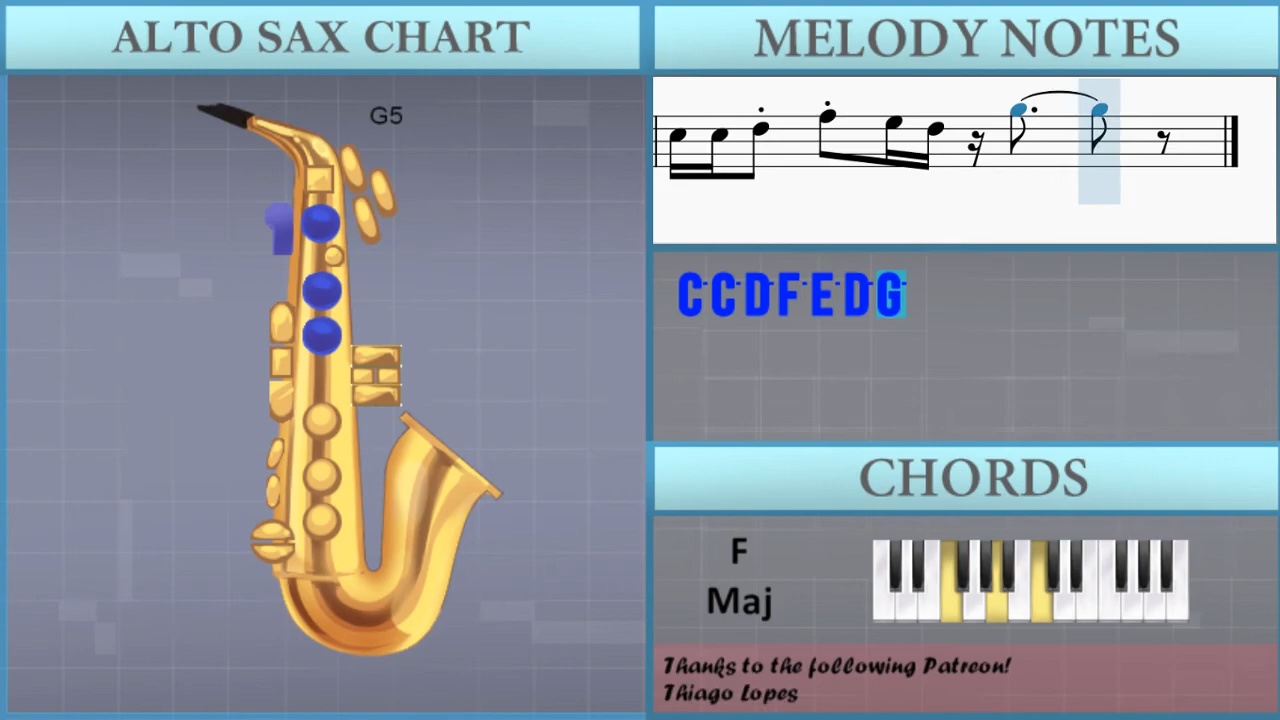 ALTO SAX CHART
G5
MELODY NOTES
CCDFEDG
CHORDS
F
Maj
Thanks to the following Patreon!
Thiago Lopes